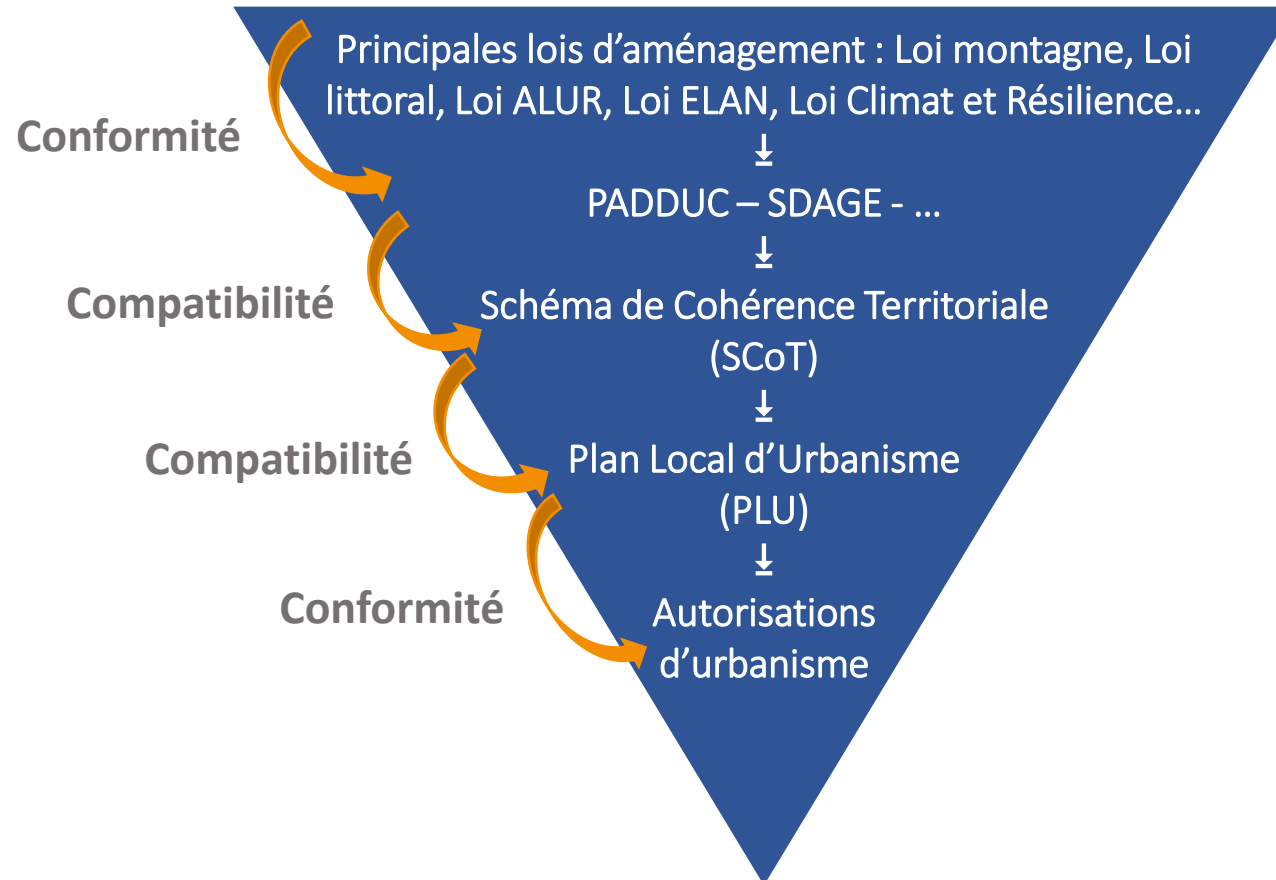 Principales lois d’aménagement : Loi montagne, Loi
littoral, Loi ALUR, Loi ELAN, Loi Climat et Résilience…
Conformité
PADDUC – SDAGE - …
Compatibilité
Schéma de Cohérence Territoriale
(SCoT)
Compatibilité
Plan Local d’Urbanisme
(PLU)
Conformité
Autorisations
d’urbanisme